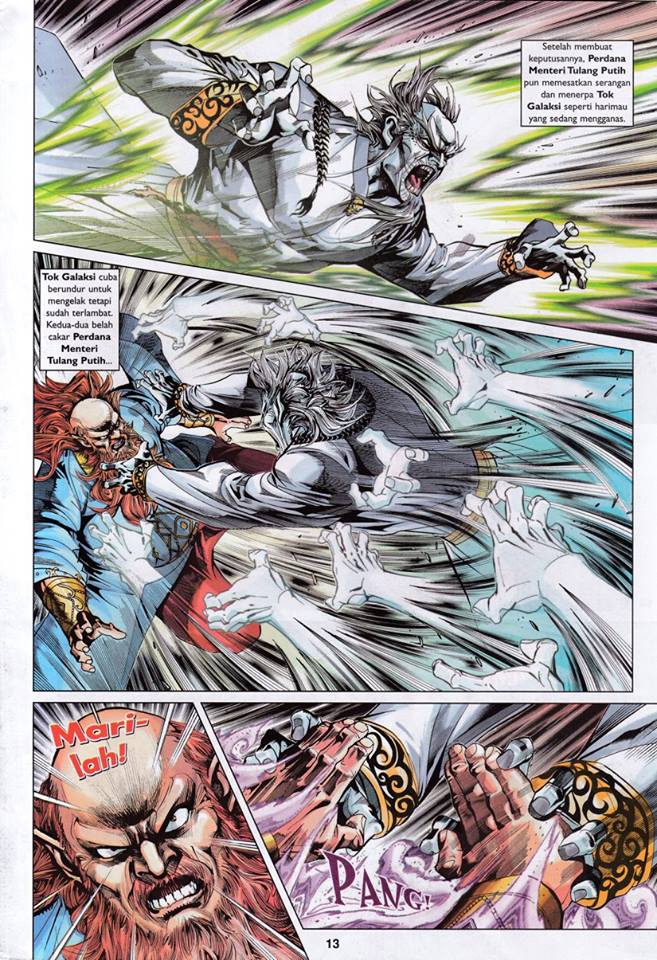 Setelah membuat
keputusannya, Perdana
Menteri Tulang Putih
pun memesatkan serangan
dan menerpa Tok
Galaksi seperti harimau
yang sedang mengganas.
Tok Galaksi cuba
berundur untuk
mengelak tetapi
sudah terlambat.
Kedua-dua belah
cakar Perdana
Menteri
Tulang Putih...
Mari-
lah!
PANG!
13